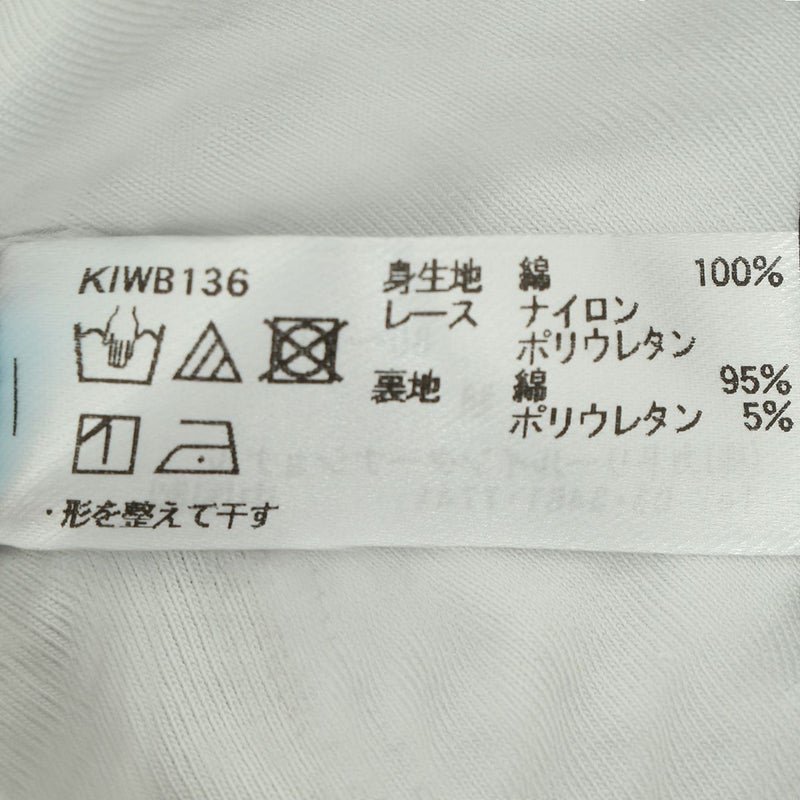 KIWB136
身生地 綿 100%
レース ナイロン
ポリウレタン
裏地 綿 95%
ポリウレタン 5%
・形を整えて干す